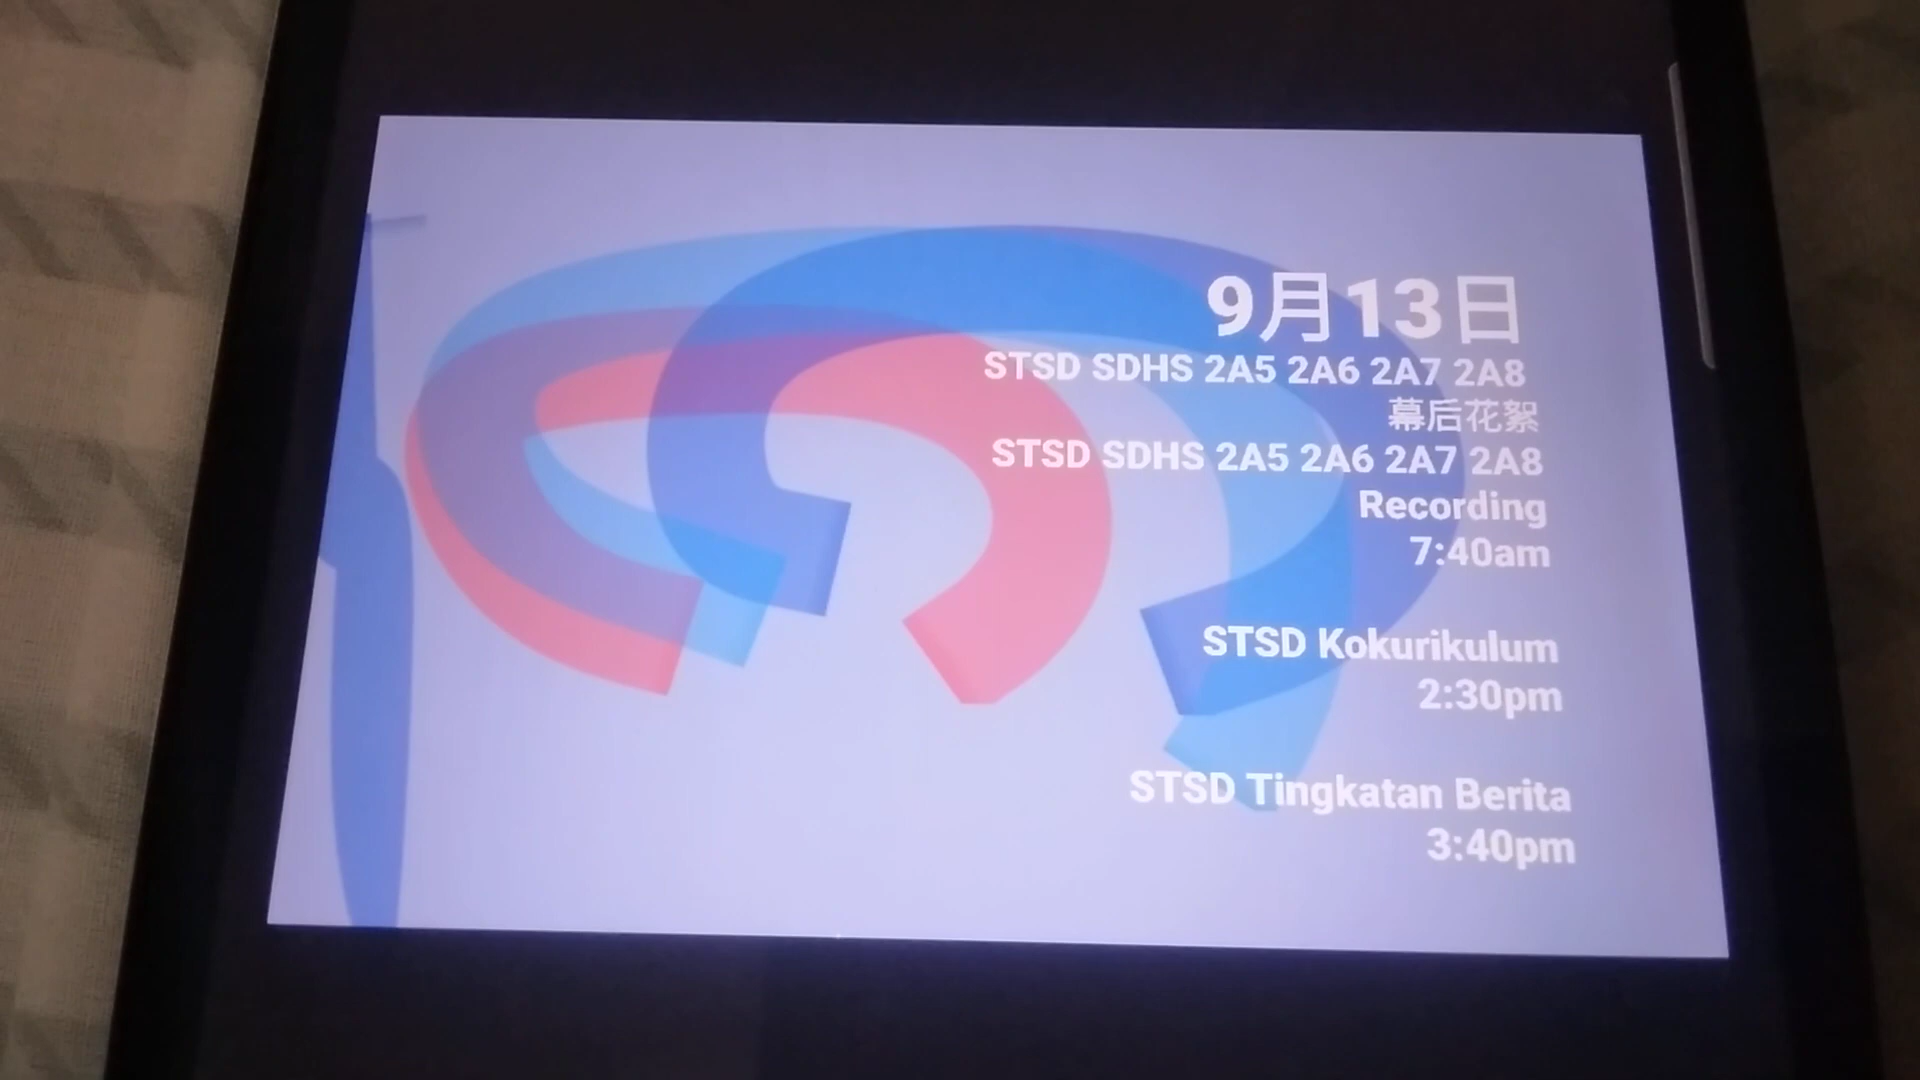 9月13日
STSD SDHS 2A5 2A6 2A7 2A8
幕后花絮
STSD SDHS 2A5 2A6 2A7 2A8
Recording
7:40am
STSD Kokurikulum
2:30pm
STSD Tingkatan Berita
3:40pm